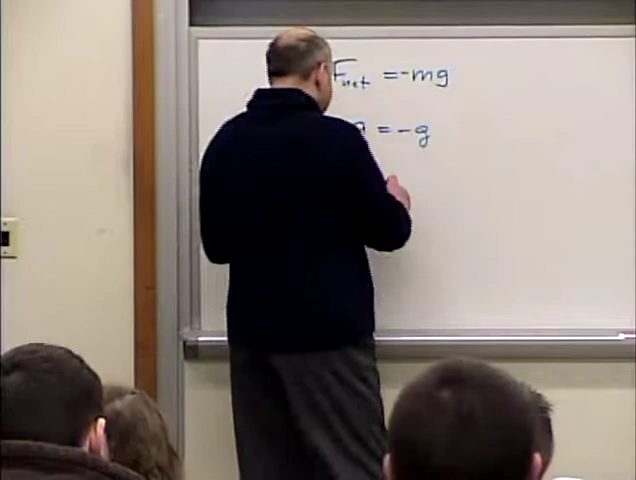 Fnet = -mg
a = -g